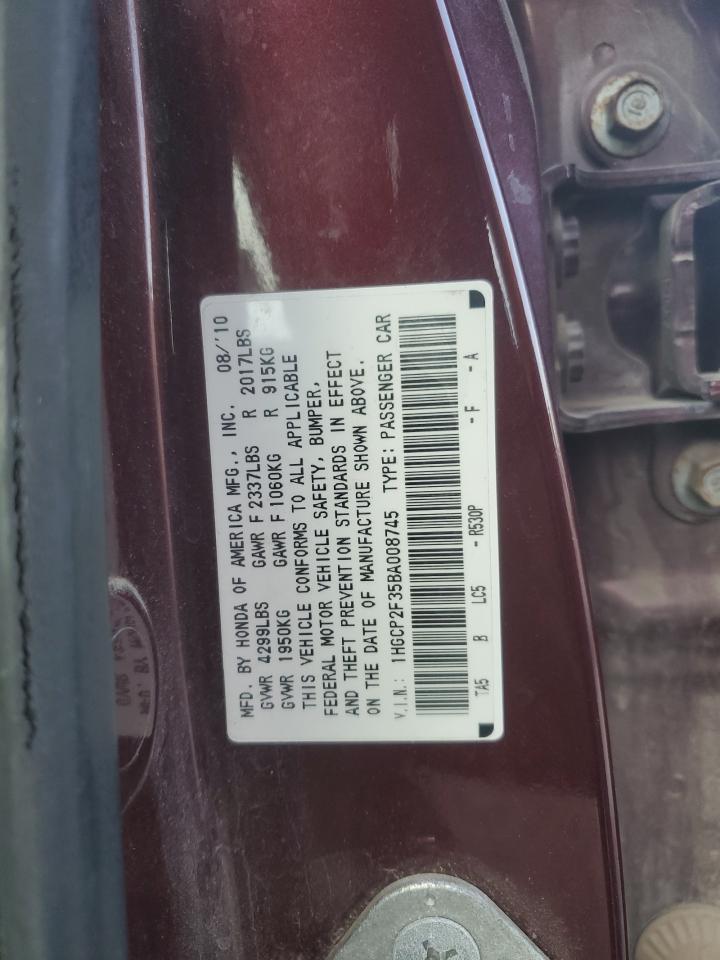 MFD. BY HONDA OF AMERICA MFG., INC. 08/'10
GVWR 4299LBS GAWR F 2337LBS R 2017LBS
GVWR 1950KG GAWR F 1060KG R 915KG
THIS VEHICLE CONFORMS TO ALL APPLICABLE
FEDERAL MOTOR VEHICLE SAFETY, BUMPER,
AND THEFT PREVENTION STANDARDS IN EFFECT
ON THE DATE OF MANUFACTURE SHOWN ABOVE.
V.I.N.: 1HGCP2F35BA008745 TYPE: PASSENGER CAR
TA5 B LC5 - R530P - F - A